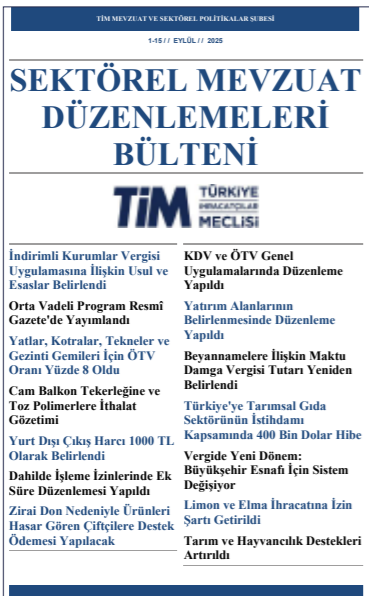 TİM MEVZUAT VE SEKTÖREL POLİTİKALAR ŞUBESİ
1-15 // EYLÜL // 2025
SEKTÖREL MEVZUAT
DÜZENLEMELERİ
BÜLTENİ
TİM TÜRKİYE
İHRACATÇILAR
MECLİSİ
İndirimli Kurumlar Vergisi
Uygulamasına İlişkin Usul ve
Esaslar Belirlendi
Orta Vadeli Program Resmî
Gazete'de Yayımlandı
Yatlar, Kotralar, Tekneler ve
Gezinti Gemileri İçin ÖTV
Oranı Yüzde 8 Oldu
Cam Balkon Tekerleğine ve
Toz Polimerlere İthalat
Gözetimi
Yurt Dışı Çıkış Harcı 1000 TL
Olarak Belirlendi
Dahilde İşleme İzinlerinde Ek
Süre Düzenlemesi Yapıldı
Zirai Don Nedeniyle Ürünleri
Hasar Gören Çiftçilere Destek
Ödemesi Yapılacak
KDV ve ÖTV Genel
Uygulamalarında Düzenleme
Yapıldı
Yatırım Alanlarının
Belirlenmesinde Düzenleme
Yapıldı
Beyannamelere İlişkin Maktu
Damga Vergisi Tutarı Yeniden
Belirlendi
Türkiye'ye Tarımsal Gıda
Sektörünün İstihdamı
Kapsamında 400 Bin Dolar Hibe
Vergide Yeni Dönem:
Büyükşehir Esnafı İçin Sistem
Değişiyor
Limon ve Elma İhracatına İzin
Şartı Getirildi
Tarım ve Hayvancılık Destekleri
Artırıldı